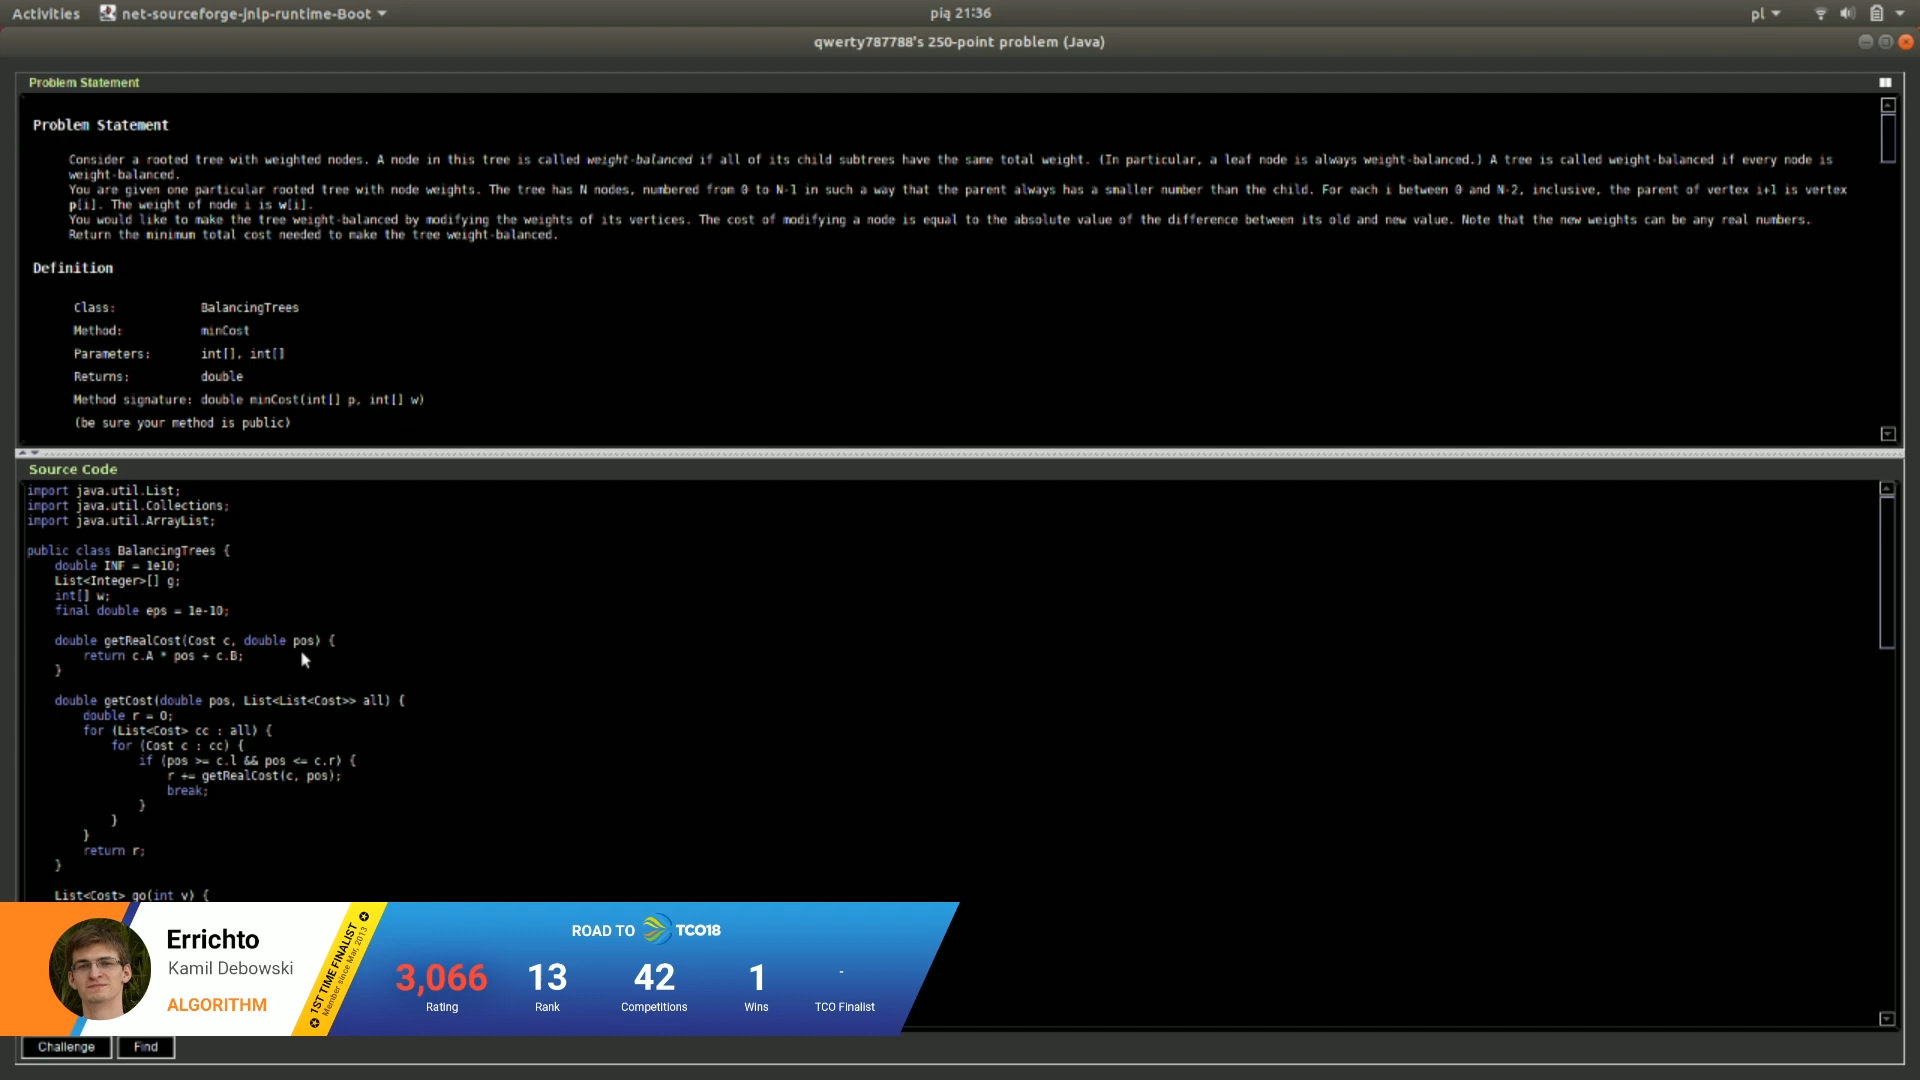 Activities net-sourceforge-jnlp-runtime-Boot pią 21:36 pl
qwerty787788's 250-point problem (Java)
Problem Statement
Problem Statement
Consider a rooted tree with weighted nodes. A node in this tree is called weight-balanced if all of its child subtrees have the same total weight. (In particular, a leaf node is always weight-balanced.) A tree is called weight-balanced if every node is
weight-balanced.
You are given one particular rooted tree with node weights. The tree has N nodes, numbered from 0 to N-1 in such a way that the parent always has a smaller number than the child. For each i between 0 and N-2, inclusive, the parent of vertex i+1 is vertex
p[i]. The weight of node i is w[i].
You would like to make the tree weight-balanced by modifying the weights of its vertices. The cost of modifying a node is equal to the absolute value of the difference between its old and new value. Note that the new weights can be any real numbers.
Return the minimum total cost needed to make the tree weight-balanced.
Definition
Class: BalancingTrees
Method: minCost
Parameters: int[], int[]
Returns: double
Method signature: double minCost(int[] p, int[] w)
(be sure your method is public)
Source Code
import java.util.List;
import java.util.Collections;
import java.util.ArrayList;
public class BalancingTrees {
double INF = 1e10;
List<Integer>[] g;
int[] w;
final double eps = 1e-10;
double getRealCost(Cost c, double pos) {
return c.A * pos + c.B;
}
double getCost(double pos, List<List<Cost>> all) {
double r = 0;
for (List<Cost> cc : all) {
for (Cost c : cc) {
if (pos >= c.l && pos <= c.r) {
r += getRealCost(c, pos);
break;
}
}
}
return r;
}
List<Cost> go(int v) {
Errichto
Kamil Debowski
ALGORITHM
1ST TIME FINALIST
Member since Mar, 2013
ROAD TO TCO18
3,066 13 42 1 -
Rating Rank Competitions Wins TCO Finalist
Challenge Find